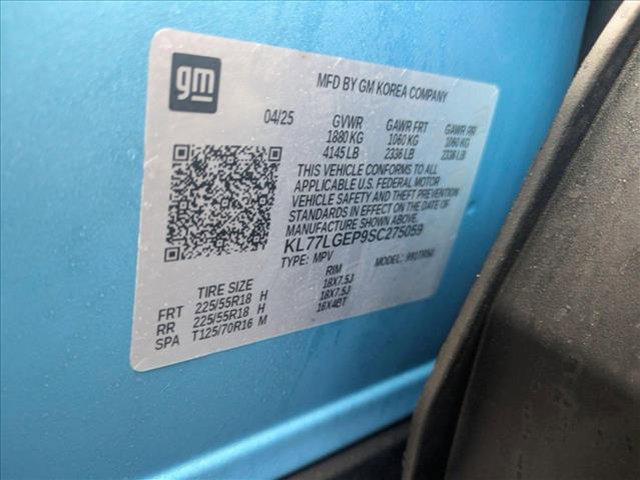 gm
MFD BY GM KOREA COMPANY
04/25 GVWR GAWR FRT GAWR FRT
1880 KG 1060 KG 1060 KG
4145 LB 2336 LB 2336 LB
THIS VEHICLE CONFORMS TO ALL
APPLICABLE U.S. FEDERAL MOTOR
VEHICLE SAFETY AND THEFT PREVENTION
STANDARDS IN EFFECT ON THE DATE OF
MANUFACTURE SHOWN ABOVE.
KL77LGEP9SC275059
TYPE: MPV MODEL:
TIRE SIZE RIM
FRT 225/55R18 H 18X7.5J
RR 225/55R18 H 18X7.5J
SPA T125/70R16 M 16X4BT